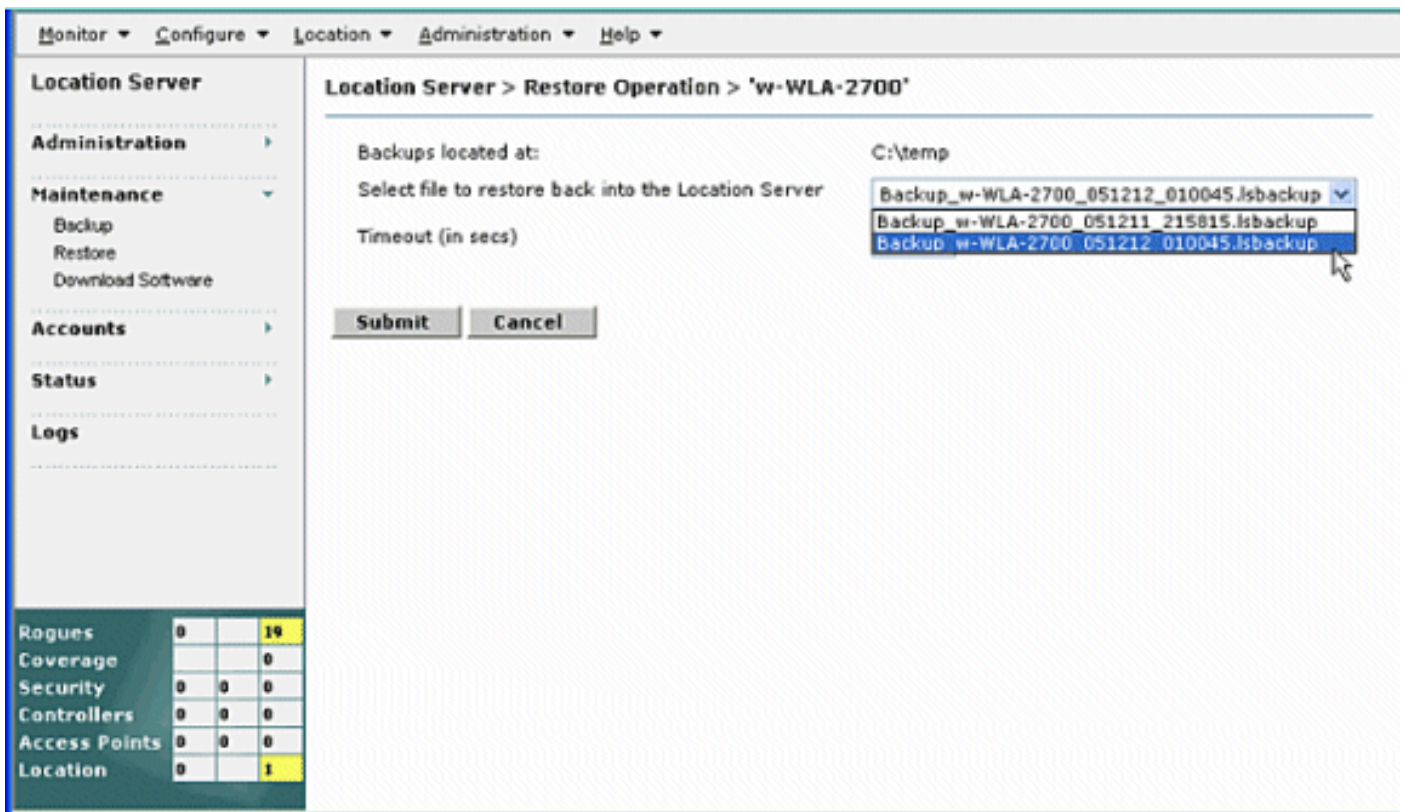 Monitor Configure Location Administration Help
Location Server
Administration
Maintenance
Backup
Restore
Download Software
Accounts
Status
Logs
Location Server > Restore Operation > 'w-WLA-2700'
Backups located at: C:\temp
Select file to restore back into the Location Server Backup_w-WLA-2700_051212_010045.lsbackup
Backup_w-WLA-2700_051211_215815.lsbackup
Timeout (in secs) Backup_w-WLA-2700_051212_010045.lsbackup
Submit Cancel
Rogues 0 19
Coverage 0
Security 0 0 0
Controllers 0 0 0
Access Points 0 0 0
Location 0 1